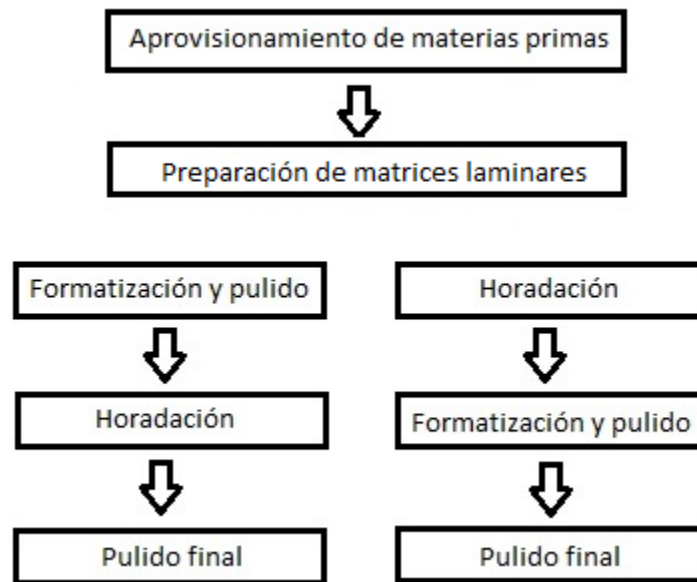 Aprovisionamiento de materias primas
Preparación de matrices laminares
Formatización y pulido
Horadación
Pulido final
Horadación
Formatización y pulido
Pulido final